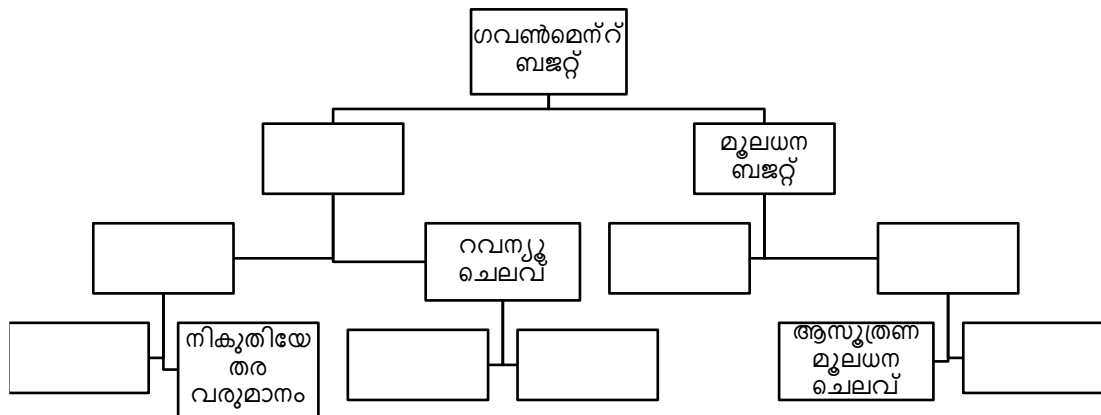 ഗവൺമെന്റ്
ബജറ്റ്
മൂലധന
ബജറ്റ്
റവന്യൂ
ചെലവ്
നികുതിയേ
തര
വരുമാനം
ആസൂത്രണ
മൂലധന
ചെലവ്